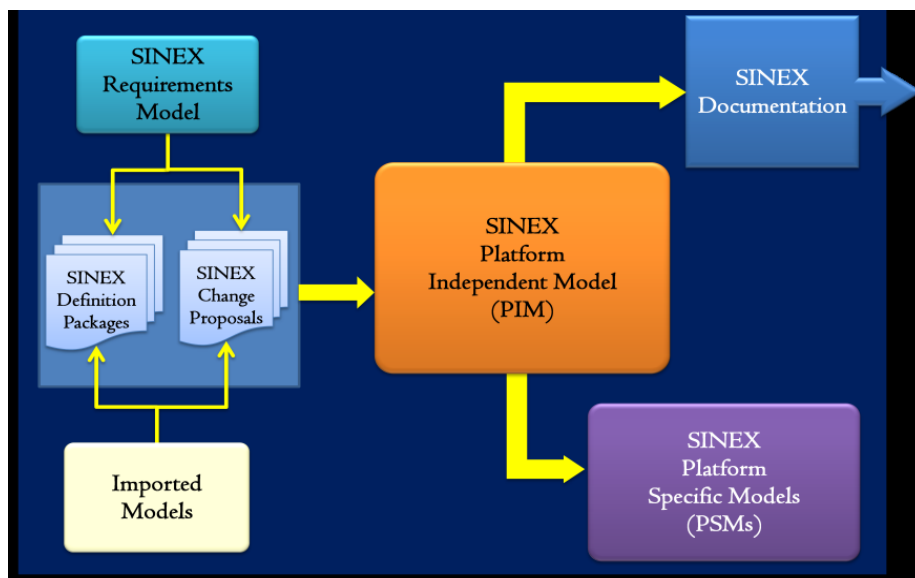 SINEX
Requirements
Model
SINEX
Documentation
SINEX
Platform
Independent Model
(PIM)
SINEX
Definition
Packages
SINEX
Change
Proposals
SINEX
Platform
Specific Models
(PSMs)
Imported
Models